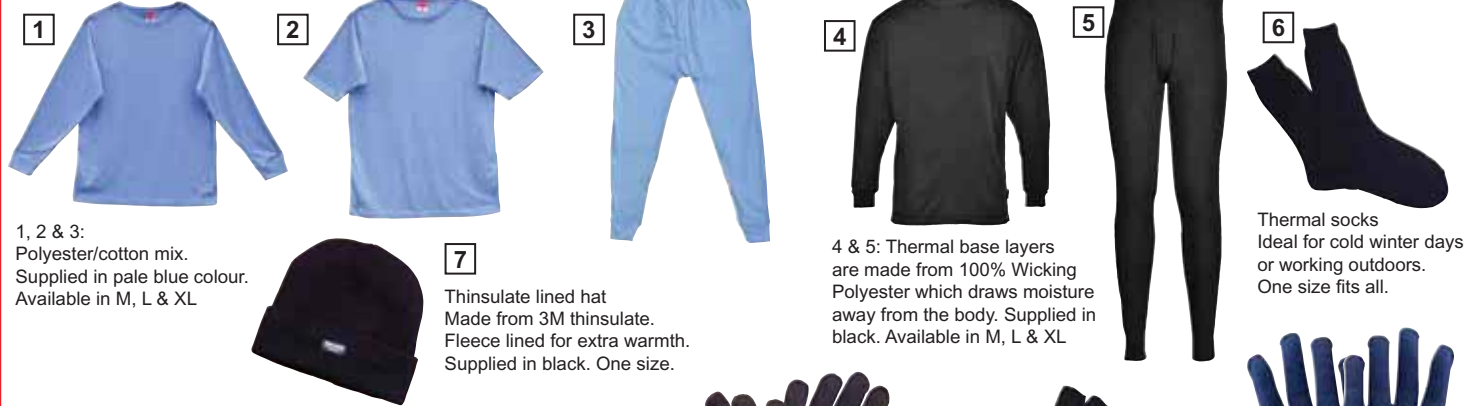 1
2
3
4
5
6
1, 2 & 3:
Polyester/cotton mix.
Supplied in pale blue colour.
Available in M, L & XL
7
Thinsulate lined hat
Made from 3M thinsulate.
Fleece lined for extra warmth.
Supplied in black. One size.
4 & 5: Thermal base layers
are made from 100% Wicking
Polyester which draws moisture
away from the body. Supplied in
black. Available in M, L & XL
Thermal socks
Ideal for cold winter days
or working outdoors.
One size fits all.